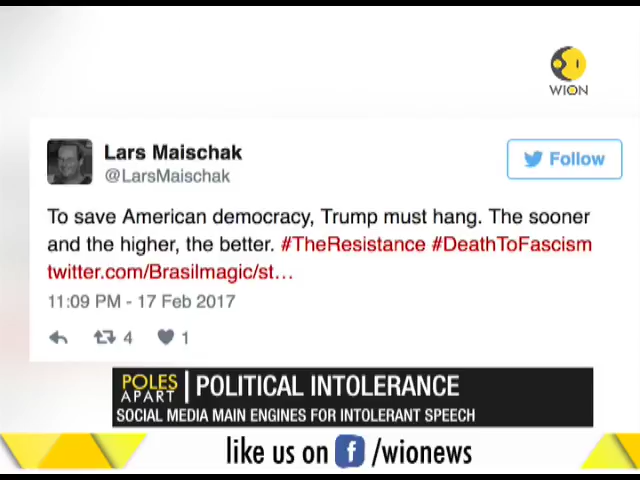 WION
Lars Maischak
@LarsMaischak
Follow
To save American democracy, Trump must hang. The sooner
and the higher, the better. #TheResistance #DeathToFascism
twitter.com/Brasilmagic/st…
11:09 PM - 17 Feb 2017
4 1
POLES APART
POLITICAL INTOLERANCE
SOCIAL MEDIA MAIN ENGINES FOR INTOLERANT SPEECH
like us on f /wionews